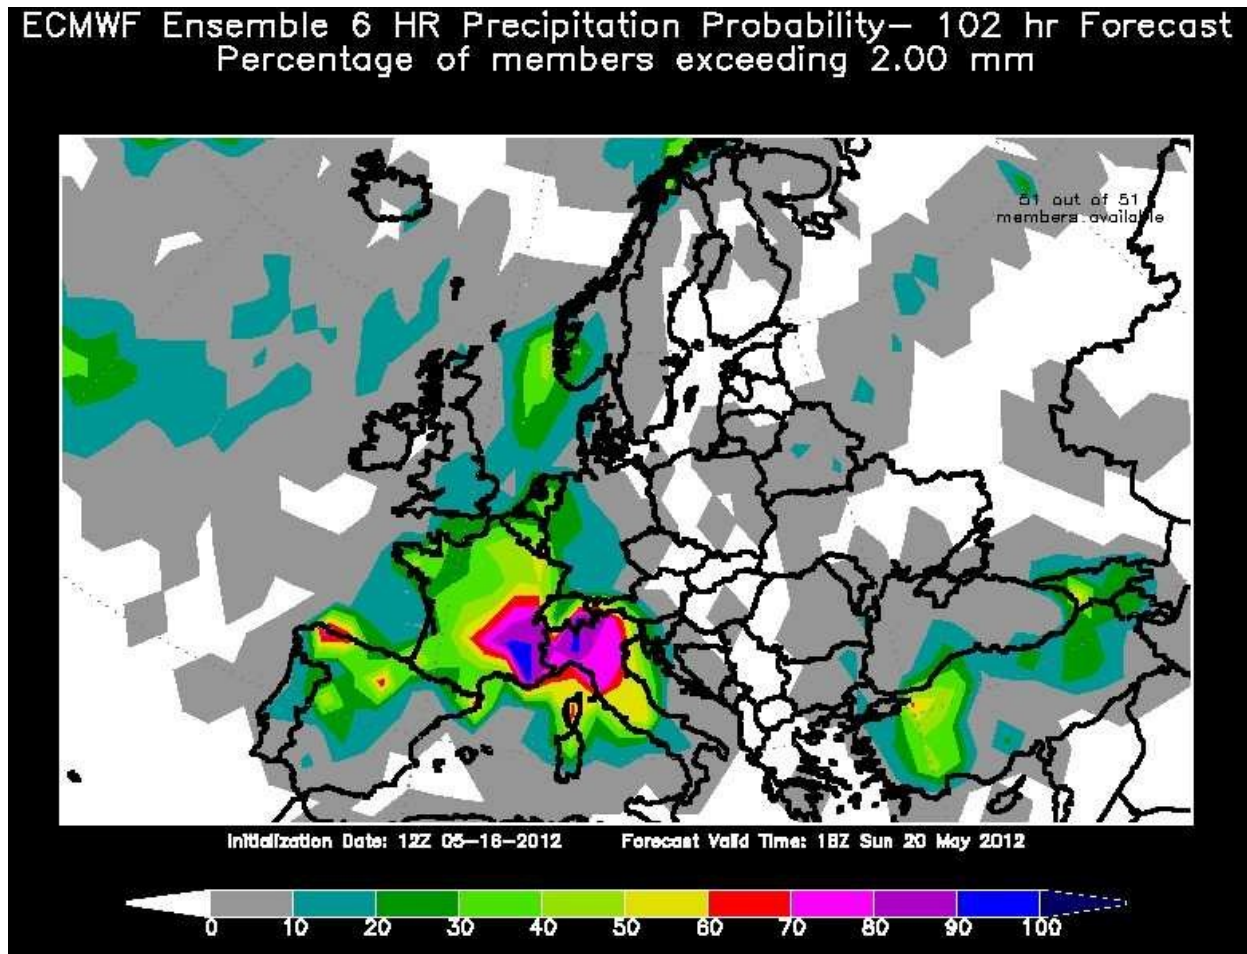 ECMWF Ensemble 6 HR Precipitation Probability– 102 hr Forecast
Percentage of members exceeding 2.00 mm
51 out of 51
members available
Initialization Date: 12Z 05–16–2012 Forecast Valid Time: 18Z Sun 20 May 2012
0 10 20 30 40 50 60 70 80 90 100